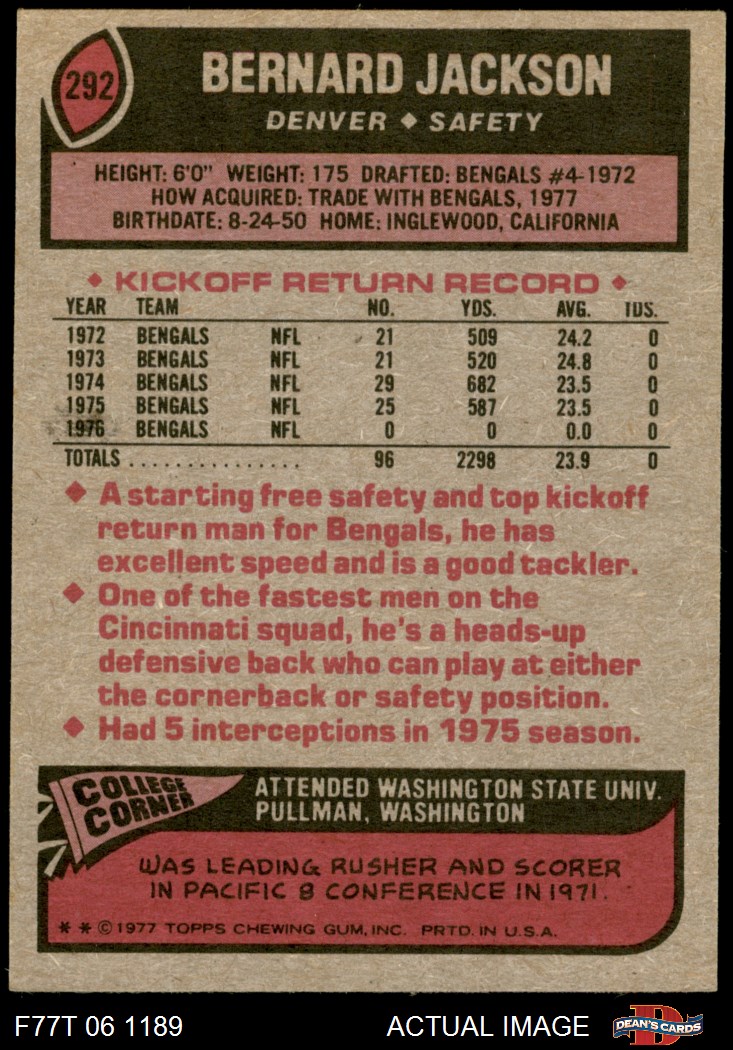 292
BERNARD JACKSON
DENVER ◆ SAFETY
HEIGHT: 6'0" WEIGHT: 175 DRAFTED: BENGALS #4-1972
HOW ACQUIRED: TRADE WITH BENGALS, 1977
BIRTHDATE: 8-24-50 HOME: INGLEWOOD, CALIFORNIA
◆ KICKOFF RETURN RECORD ◆
YEAR TEAM NO. YDS. AVG. TDS.
1972 BENGALS NFL 21 509 24.2 0
1973 BENGALS NFL 21 520 24.8 0
1974 BENGALS NFL 29 682 23.5 0
1975 BENGALS NFL 25 587 23.5 0
1976 BENGALS NFL 0 0 0.0 0
TOTALS ................ 96 2298 23.9 0
◆ A starting free safety and top kickoff
return man for Bengals, he has
excellent speed and is a good tackler.
◆ One of the fastest men on the
Cincinnati squad, he's a heads-up
defensive back who can play at either
the cornerback or safety position.
◆ Had 5 interceptions in 1975 season.
COLLEGE
CORNER
ATTENDED WASHINGTON STATE UNIV.
PULLMAN, WASHINGTON
WAS LEADING RUSHER AND SCORER
IN PACIFIC 8 CONFERENCE IN 1971.
* * © 1977 TOPPS CHEWING GUM, INC. PRTD. IN U.S.A.
F77T 06 1189 ACTUAL IMAGE
D
DEAN'S CARDS